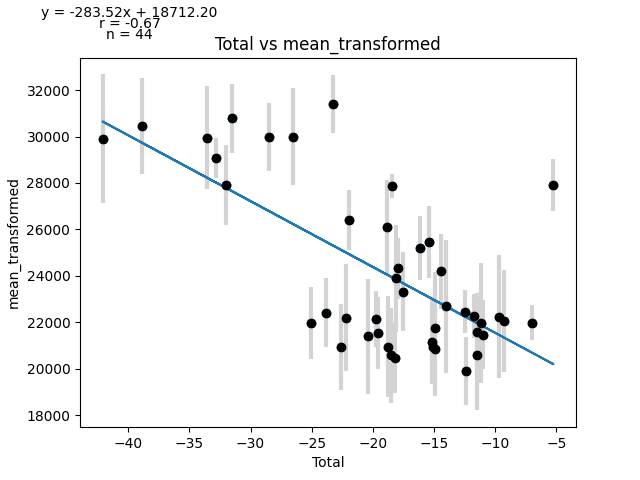 y = -283.52x + 18712.20
r = -0.67
n = 44
Total vs mean_transformed
mean_transformed
32000
30000
28000
26000
24000
22000
20000
18000
−40
−35
−30
−25
−20
−15
−10
−5
Total